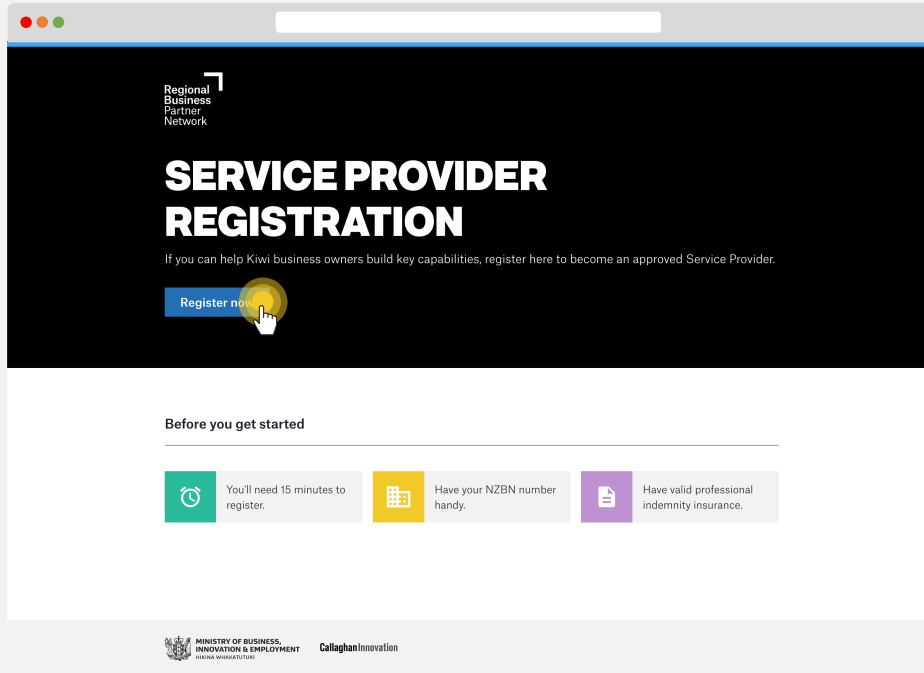 Regional
Business
Partner
Network
SERVICE PROVIDER
REGISTRATION
If you can help Kiwi business owners build key capabilities, register here to become an approved Service Provider.
Register now
Before you get started
You'll need 15 minutes to
register.
Have your NZBN number
handy.
Have valid professional
indemnity insurance.
MINISTRY OF BUSINESS,
INNOVATION & EMPLOYMENT
HIKINA WHAKATUTUKI
CallaghanInnovation